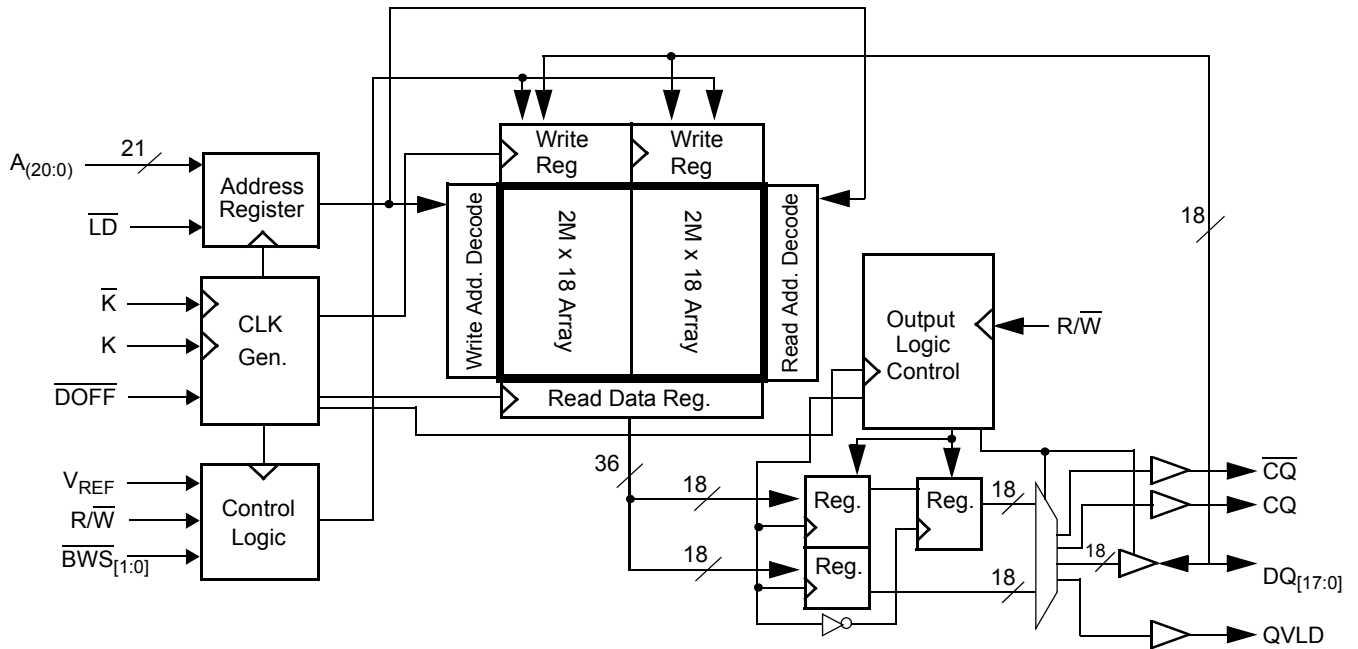 A(20:0)
21
LD
Address
Register
K
K
DOFF
CLK
Gen.
VREF
R/W
BWS[1:0]
Control
Logic
Write
Reg
Write
Reg
Write Add. Decode
2M x 18 Array
2M x 18 Array
Read Add. Decode
Read Data Reg.
36
18
18
Output
Logic
Control
R/W
18
Reg.
Reg.
Reg.
18
18
18
CQ
CQ
DQ[17:0]
QVLD